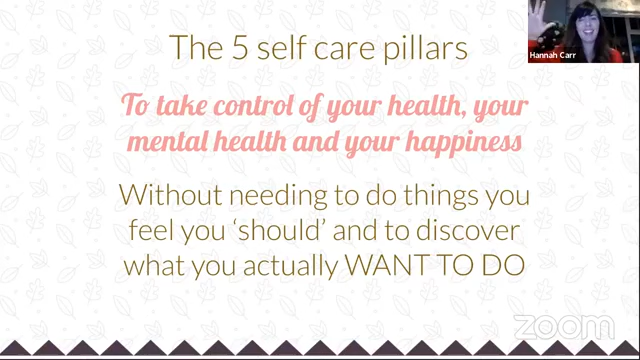 The 5 self care pillars
To take control of your health, your
mental health and your happiness
Without needing to do things you
feel you ‘should’ and to discover
what you actually WANT TO DO
Hannah Carr
zoom